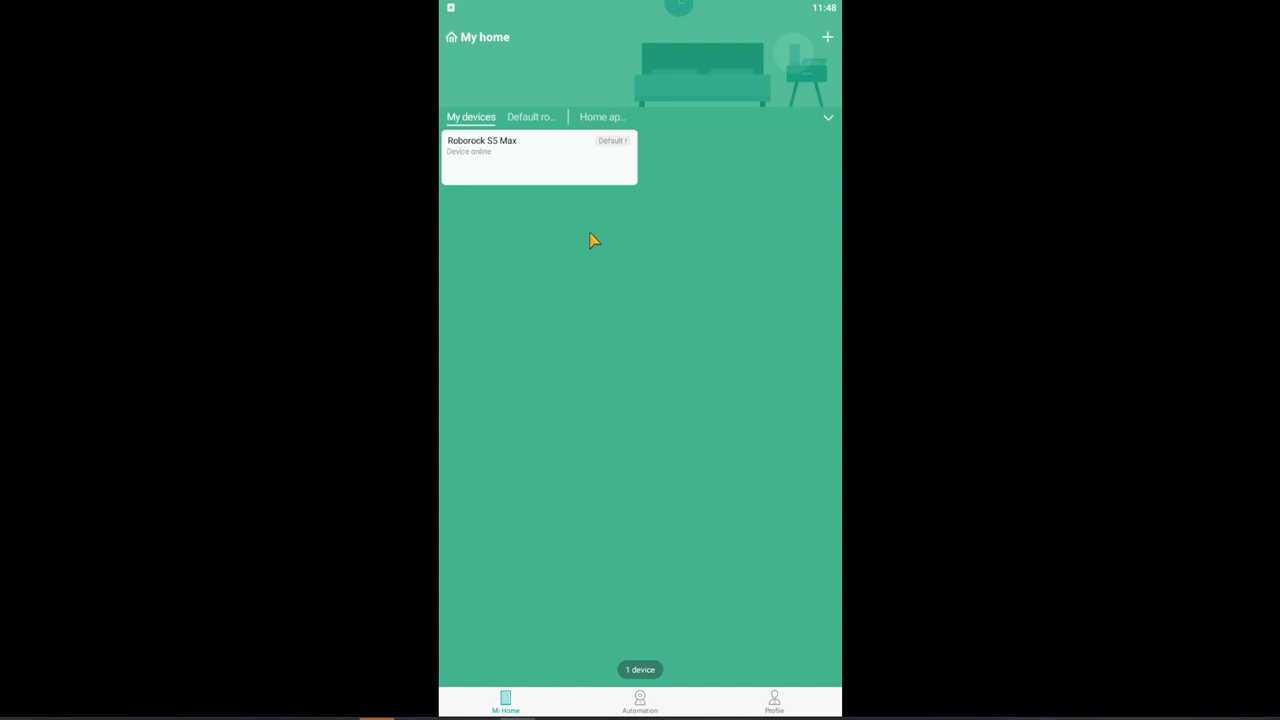 A
11:48
My home
My devices Default ro... Home ap...
Roborock S5 Max
Default r
Device online
1 device
Mi Home Automation Profile